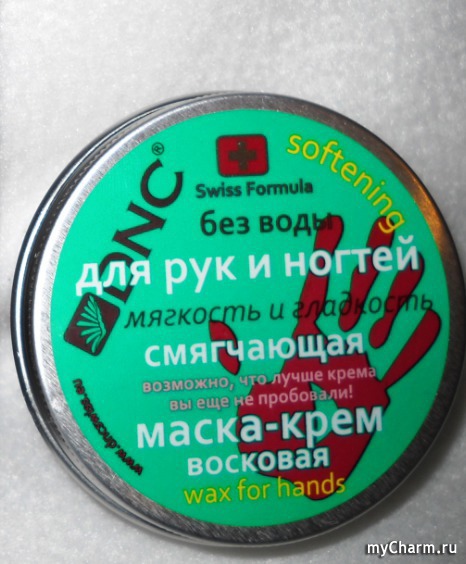 softening
DNC®
Swiss Formula
без воды
для рук и ногтей
мягкость и гладкость
смягчающая
возможно, что лучше крема
вы еще не пробовали!
маска-крем
восковая
wax for hands
myCharm.ru